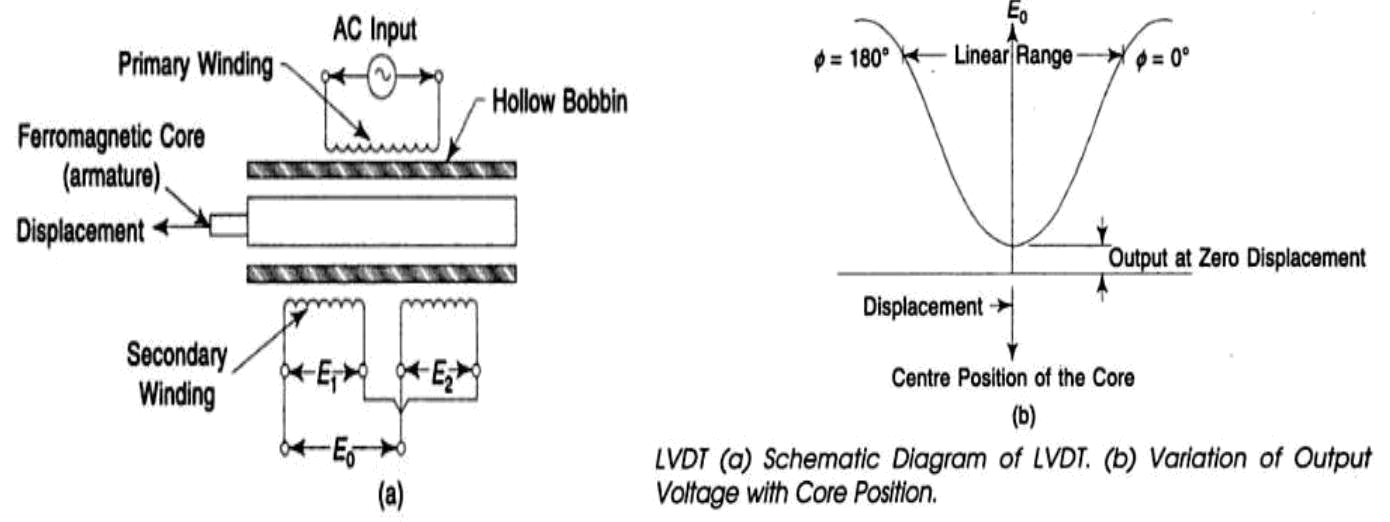 AC Input
Primary Winding
Hollow Bobbin
Ferromagnetic Core
(armature)
Displacement
Secondary
Winding
E1
E2
E0
(a)
E0
ϕ = 180°
Linear Range
ϕ = 0°
Output at Zero Displacement
Displacement
Centre Position of the Core
(b)
LVDT (a) Schematic Diagram of LVDT. (b) Variation of Output
Voltage with Core Position.